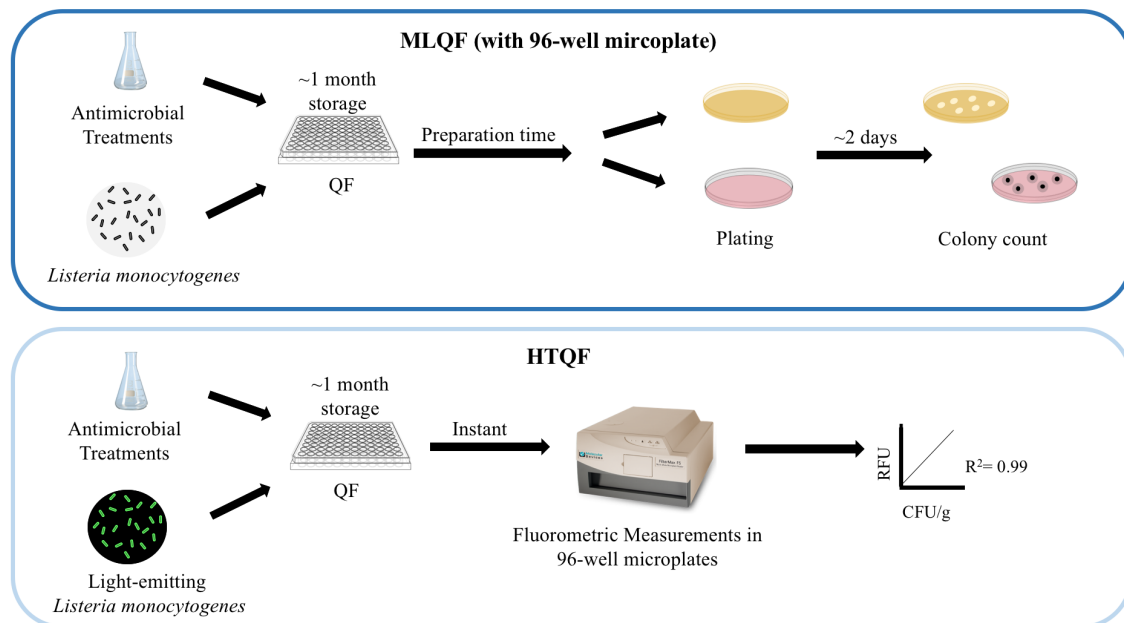 MLQF (with 96-well mircoplate)
Antimicrobial
Treatments
~1 month
storage
QF
Listeria monocytogenes
Preparation time
Plating
~2 days
Colony count
HTQF
Antimicrobial
Treatments
~1 month
storage
QF
Light-emitting
Listeria monocytogenes
Instant
Fluorometric Measurements in
96-well microplates
RFU
R²= 0.99
CFU/g